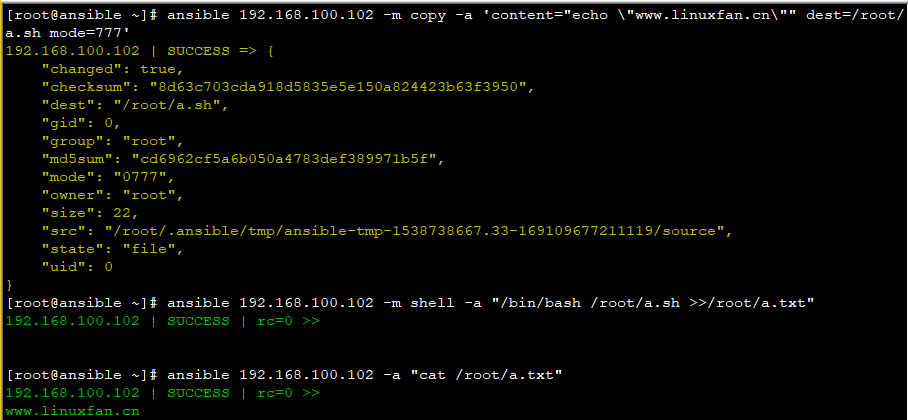 [root@ansible ~]# ansible 192.168.100.102 -m copy -a 'content="echo \"www.linuxfan.cn\"" dest=/root/
a.sh mode=777'
192.168.100.102 | SUCCESS => {
    "changed": true,
    "checksum": "8d63c703cda918d5835e5e150a824423b63f3950",
    "dest": "/root/a.sh",
    "gid": 0,
    "group": "root",
    "md5sum": "cd6962cf5a6b050a4783def389971b5f",
    "mode": "0777",
    "owner": "root",
    "size": 22,
    "src": "/root/.ansible/tmp/ansible-tmp-1538738667.33-169109677211119/source",
    "state": "file",
    "uid": 0
}
[root@ansible ~]# ansible 192.168.100.102 -m shell -a "/bin/bash /root/a.sh >>/root/a.txt"
192.168.100.102 | SUCCESS | rc=0 >>
[root@ansible ~]# ansible 192.168.100.102 -a "cat /root/a.txt"
192.168.100.102 | SUCCESS | rc=0 >>
www.linuxfan.cn